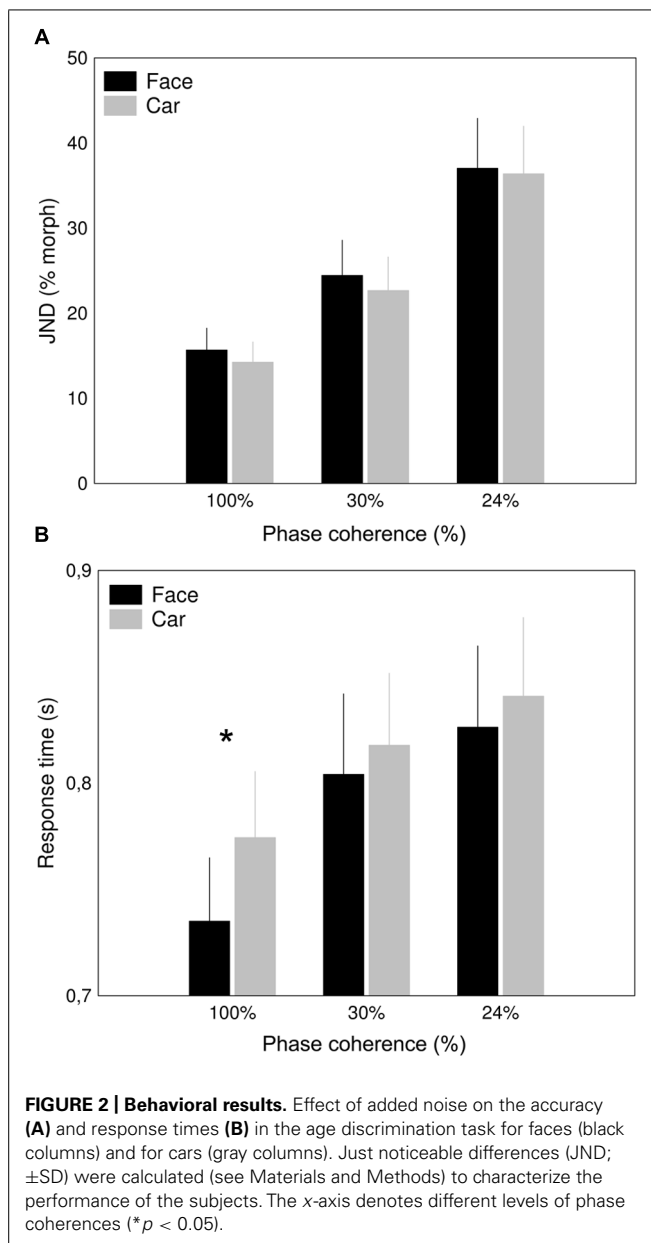 A
50
40
30
20
10
0
JND (% morph)
Face
Car
100% 30% 24%
Phase coherence (%)
B
0,9
0,8
0,7
Response time (s)
Face
Car
*
100% 30% 24%
Phase coherence (%)
FIGURE 2 | Behavioral results. Effect of added noise on the accuracy
(A) and response times (B) in the age discrimination task for faces (black
columns) and for cars (gray columns). Just noticeable differences (JND;
±SD) were calculated (see Materials and Methods) to characterize the
performance of the subjects. The x-axis denotes different levels of phase
coherences (*p < 0.05).